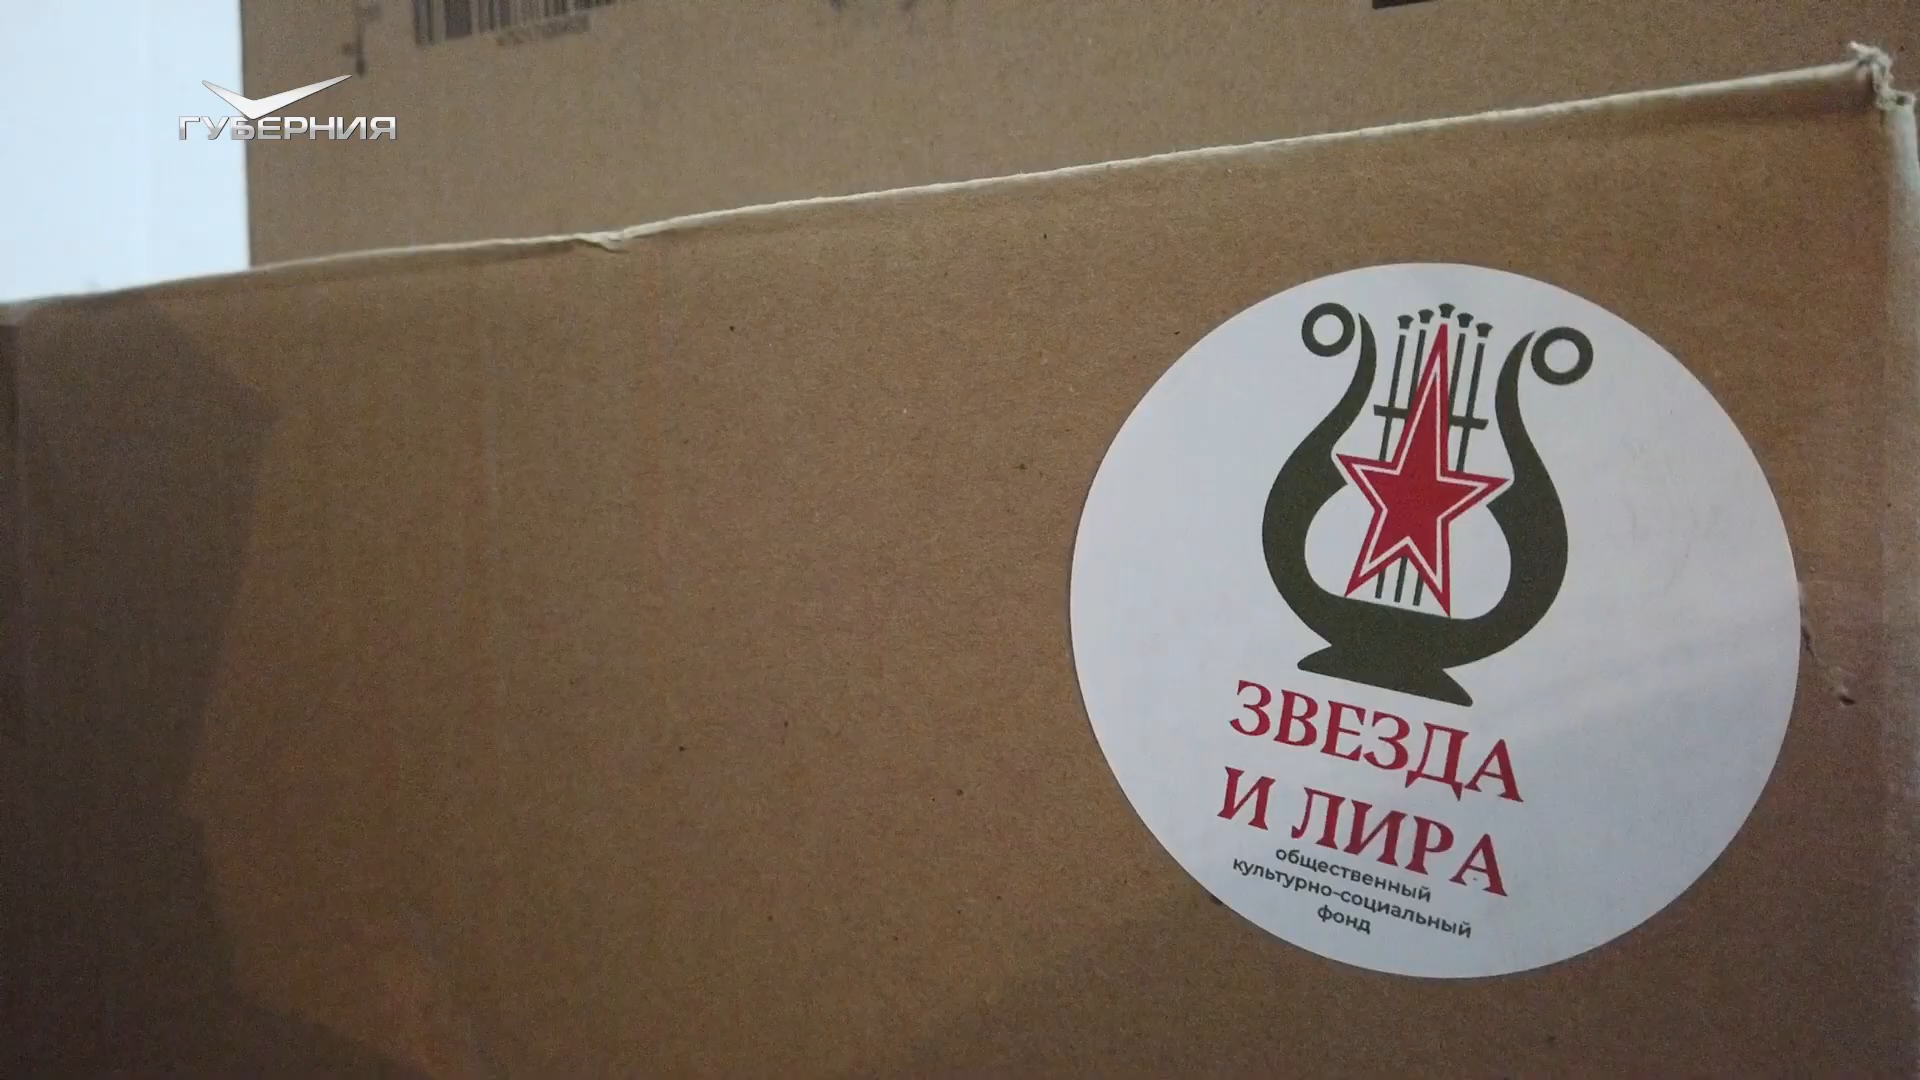 ГУБЕРНИЯ
ЗВЕЗДА
И ЛИРА
общественный
культурно-социальный
фонд